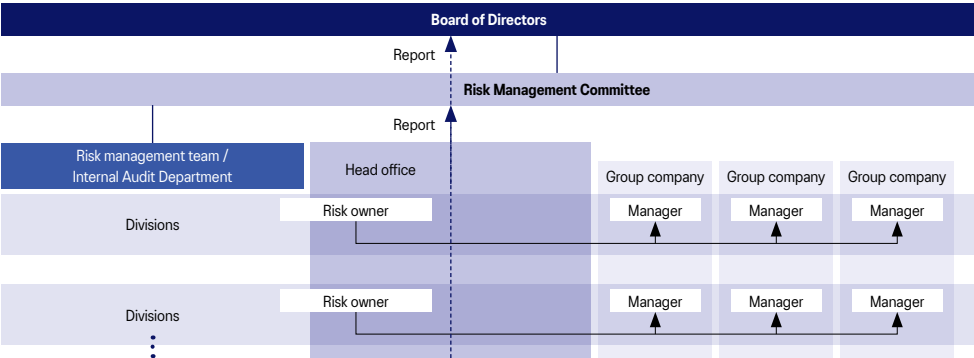 Board of Directors
Report
Risk Management Committee
Report
Risk management team /
Internal Audit Department
Head office
Group company
Group company
Group company
Divisions
Risk owner
Manager
Manager
Manager
Divisions
Risk owner
Manager
Manager
Manager